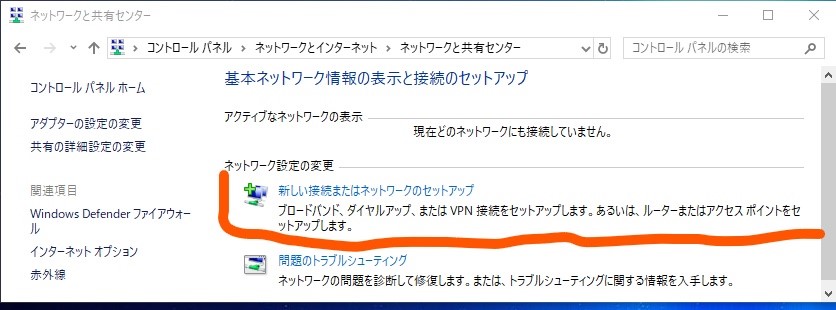 ネットワークと共有センター
コントロール パネル › ネットワークとインターネット › ネットワークと共有センター
コントロール パネルの検索
コントロール パネル ホーム
アダプターの設定の変更
共有の詳細設定の変更
基本ネットワーク情報の表示と接続のセットアップ
アクティブなネットワークの表示
現在どのネットワークにも接続していません。
ネットワーク設定の変更
新しい接続またはネットワークのセットアップ
ブロードバンド、ダイヤルアップ、または VPN 接続をセットアップします。あるいは、ルーターまたはアクセス ポイントをセ
ットアップします。
問題のトラブルシューティング
ネットワークの問題を診断して修復します。または、トラブルシューティングに関する情報を入手します。
関連項目
Windows Defender ファイアウォー
ル
インターネット オプション
赤外線